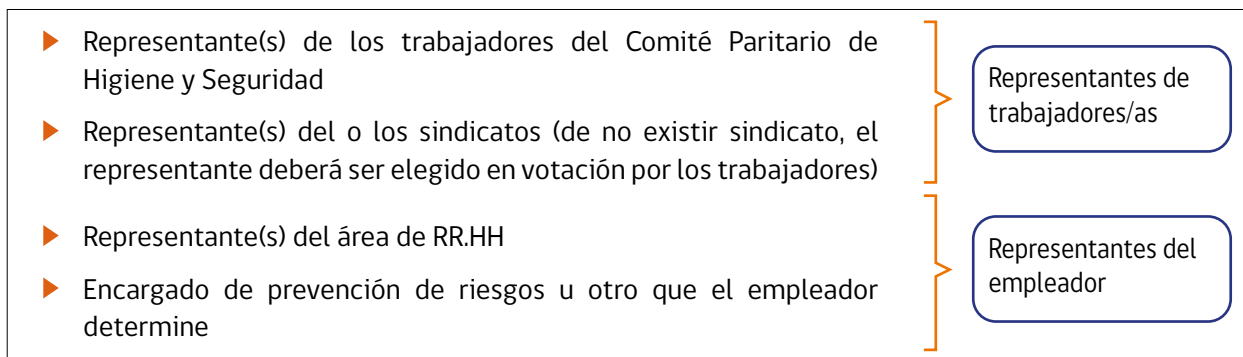 Representante(s) de los trabajadores del Comité Paritario de
Higiene y Seguridad
Representante(s) del o los sindicatos (de no existir sindicato, el
representante deberá ser elegido en votación por los trabajadores)
Representantes de
trabajadores/as
Representante(s) del área de RR.HH
Encargado de prevención de riesgos u otro que el empleador
determine
Representantes del
empleador